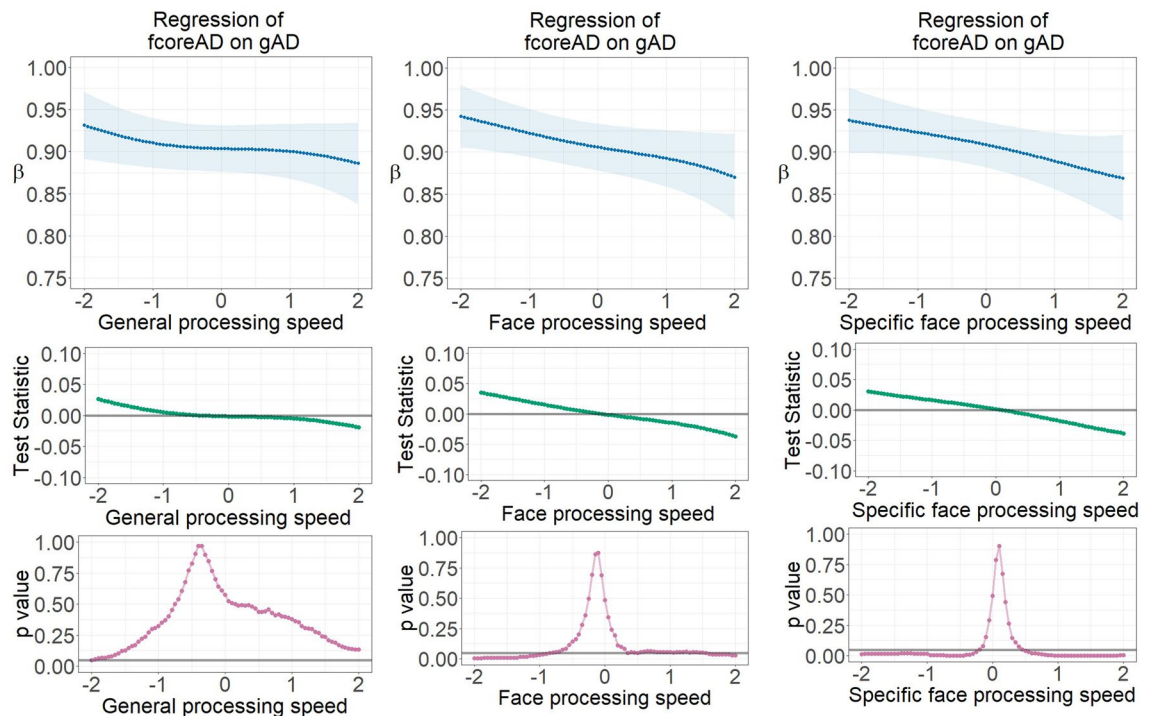 Regression of
fcoreAD on gAD
Regression of
fcoreAD on gAD
Regression of
fcoreAD on gAD
1.00
0.95
0.90
0.85
0.80
0.75
β
-2 -1 0 1 2
General processing speed
1.00
0.95
0.90
0.85
0.80
0.75
β
-2 -1 0 1 2
Face processing speed
1.00
0.95
0.90
0.85
0.80
0.75
β
-2 -1 0 1 2
Specific face processing speed
0.10
0.05
0.00
-0.05
-0.10
Test Statistic
-2 -1 0 1 2
General processing speed
0.10
0.05
0.00
-0.05
-0.10
Test Statistic
-2 -1 0 1 2
Face processing speed
0.10
0.05
0.00
-0.05
-0.10
Test Statistic
-2 -1 0 1 2
Specific face processing speed
1.00
0.75
0.50
0.25
0.00
p value
-2 -1 0 1 2
General processing speed
1.00
0.75
0.50
0.25
0.00
p value
-2 -1 0 1 2
Face processing speed
1.00
0.75
0.50
0.25
0.00
p value
-2 -1 0 1 2
Specific face processing speed